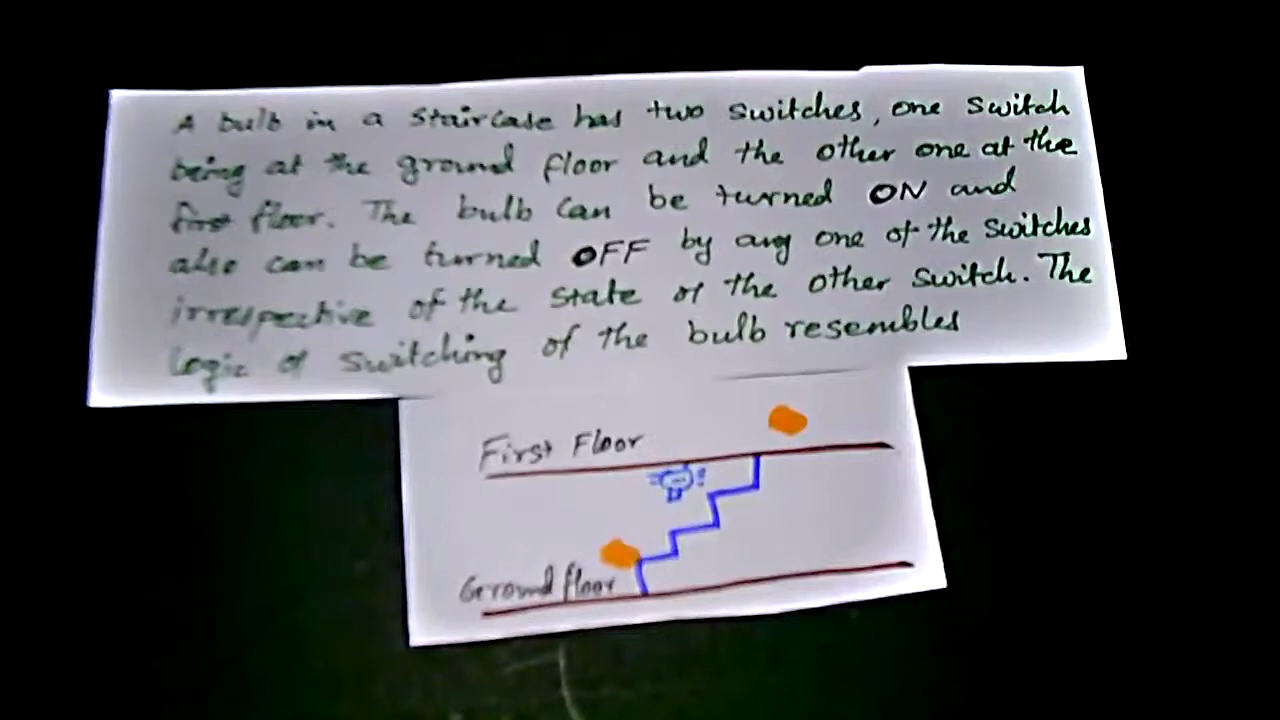 A bulb in a staircase has two switches, one switch
being at the ground floor and the other one at the
first floor. The bulb can be turned ON and
also can be turned OFF by any one of the switches
irrespective of the state of the other switch. The
logic of switching of the bulb resembles
First Floor
Ground floor